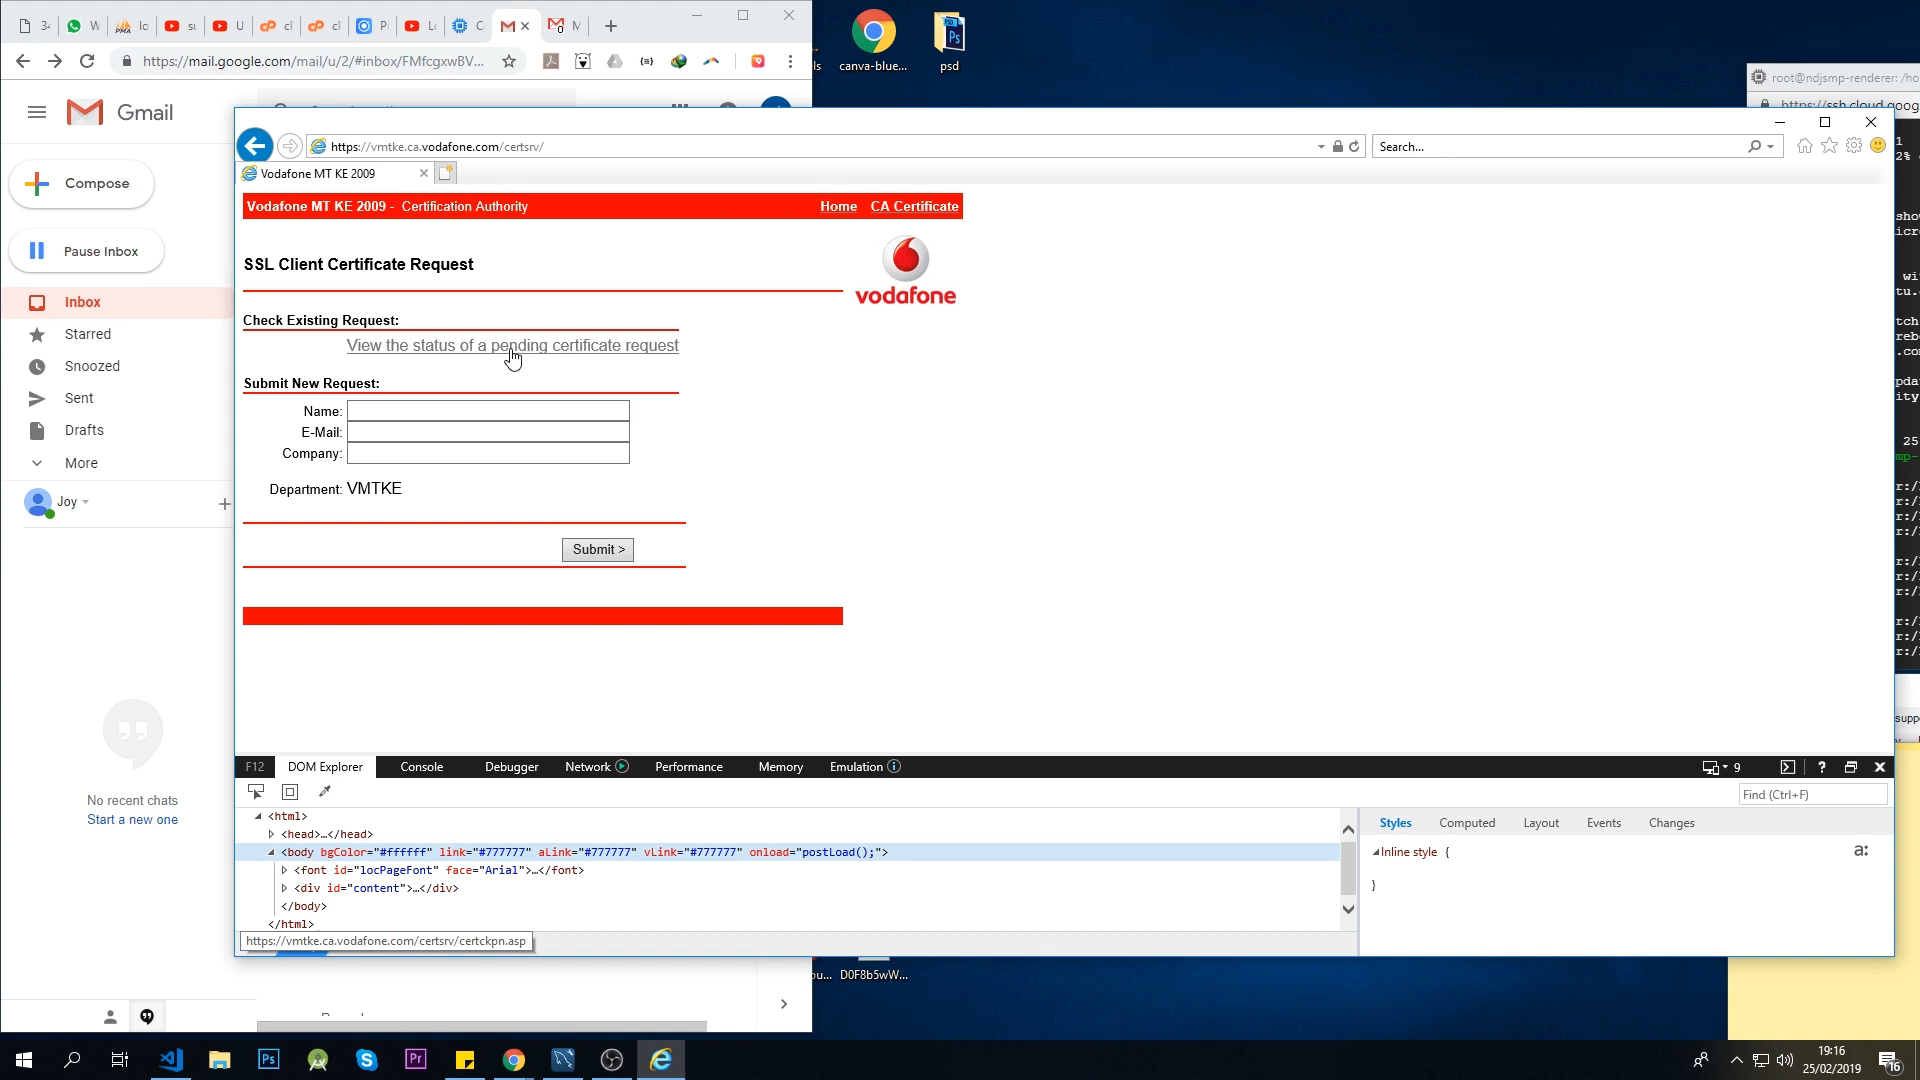 https://mail.google.com/mail/u/2/#inbox/FMfcgxwBV...
Gmail
Compose
Pause Inbox
Inbox
Starred
Snoozed
Sent
Drafts
More
Joy
No recent chats
Start a new one
canva-blue...
psd
root@ndjsmp-renderer: /ho
https://ssh.cloud.goog
https://vmtke.ca.vodafone.com/certsrv/
Search...
Vodafone MT KE 2009
Vodafone MT KE 2009 - Certification Authority
Home
CA Certificate
SSL Client Certificate Request
vodafone
Check Existing Request:
View the status of a pending certificate request
Submit New Request:
Name:
E-Mail:
Company:
Department: VMTKE
Submit >
F12
DOM Explorer
Console
Debugger
Network
Performance
Memory
Emulation
9
Find (Ctrl+F)
<html>
<head>…</head>
<body bgColor="#ffffff" link="#777777" aLink="#777777" vLink="#777777" onload="postLoad();">
<font id="locPageFont" face="Arial">…</font>
<div id="content">…</div>
</body>
</html>
Styles
Computed
Layout
Events
Changes
Inline style {
}
a:
https://vmtke.ca.vodafone.com/certsrv/certckpn.asp
D0F8b5wW...
19:16
25/02/2019
16